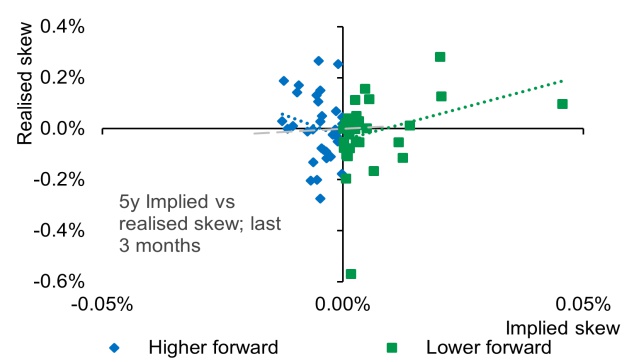 Realised skew
0.4%
0.2%
0.0%
-0.2%
-0.4%
-0.6%
5y Implied vs
realised skew; last
3 months
-0.05%
0.00%
0.05%
Implied skew
Higher forward
Lower forward